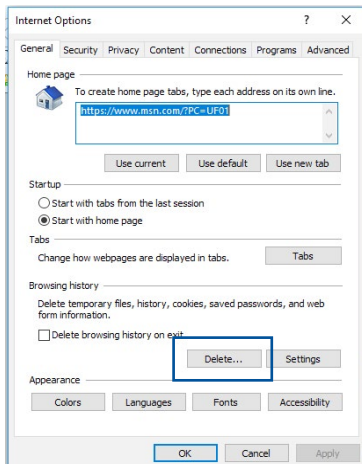 Internet Options
? X
General Security Privacy Content Connections Programs Advanced
Home page
To create home page tabs, type each address on its own line.
https://www.msn.com/?PC=UF01
Use current Use default Use new tab
Startup
Start with tabs from the last session
Start with home page
Tabs
Change how webpages are displayed in tabs. Tabs
Browsing history
Delete temporary files, history, cookies, saved passwords, and web
form information.
Delete browsing history on exit
Delete... Settings
Appearance
Colors Languages Fonts Accessibility
OK Cancel Apply